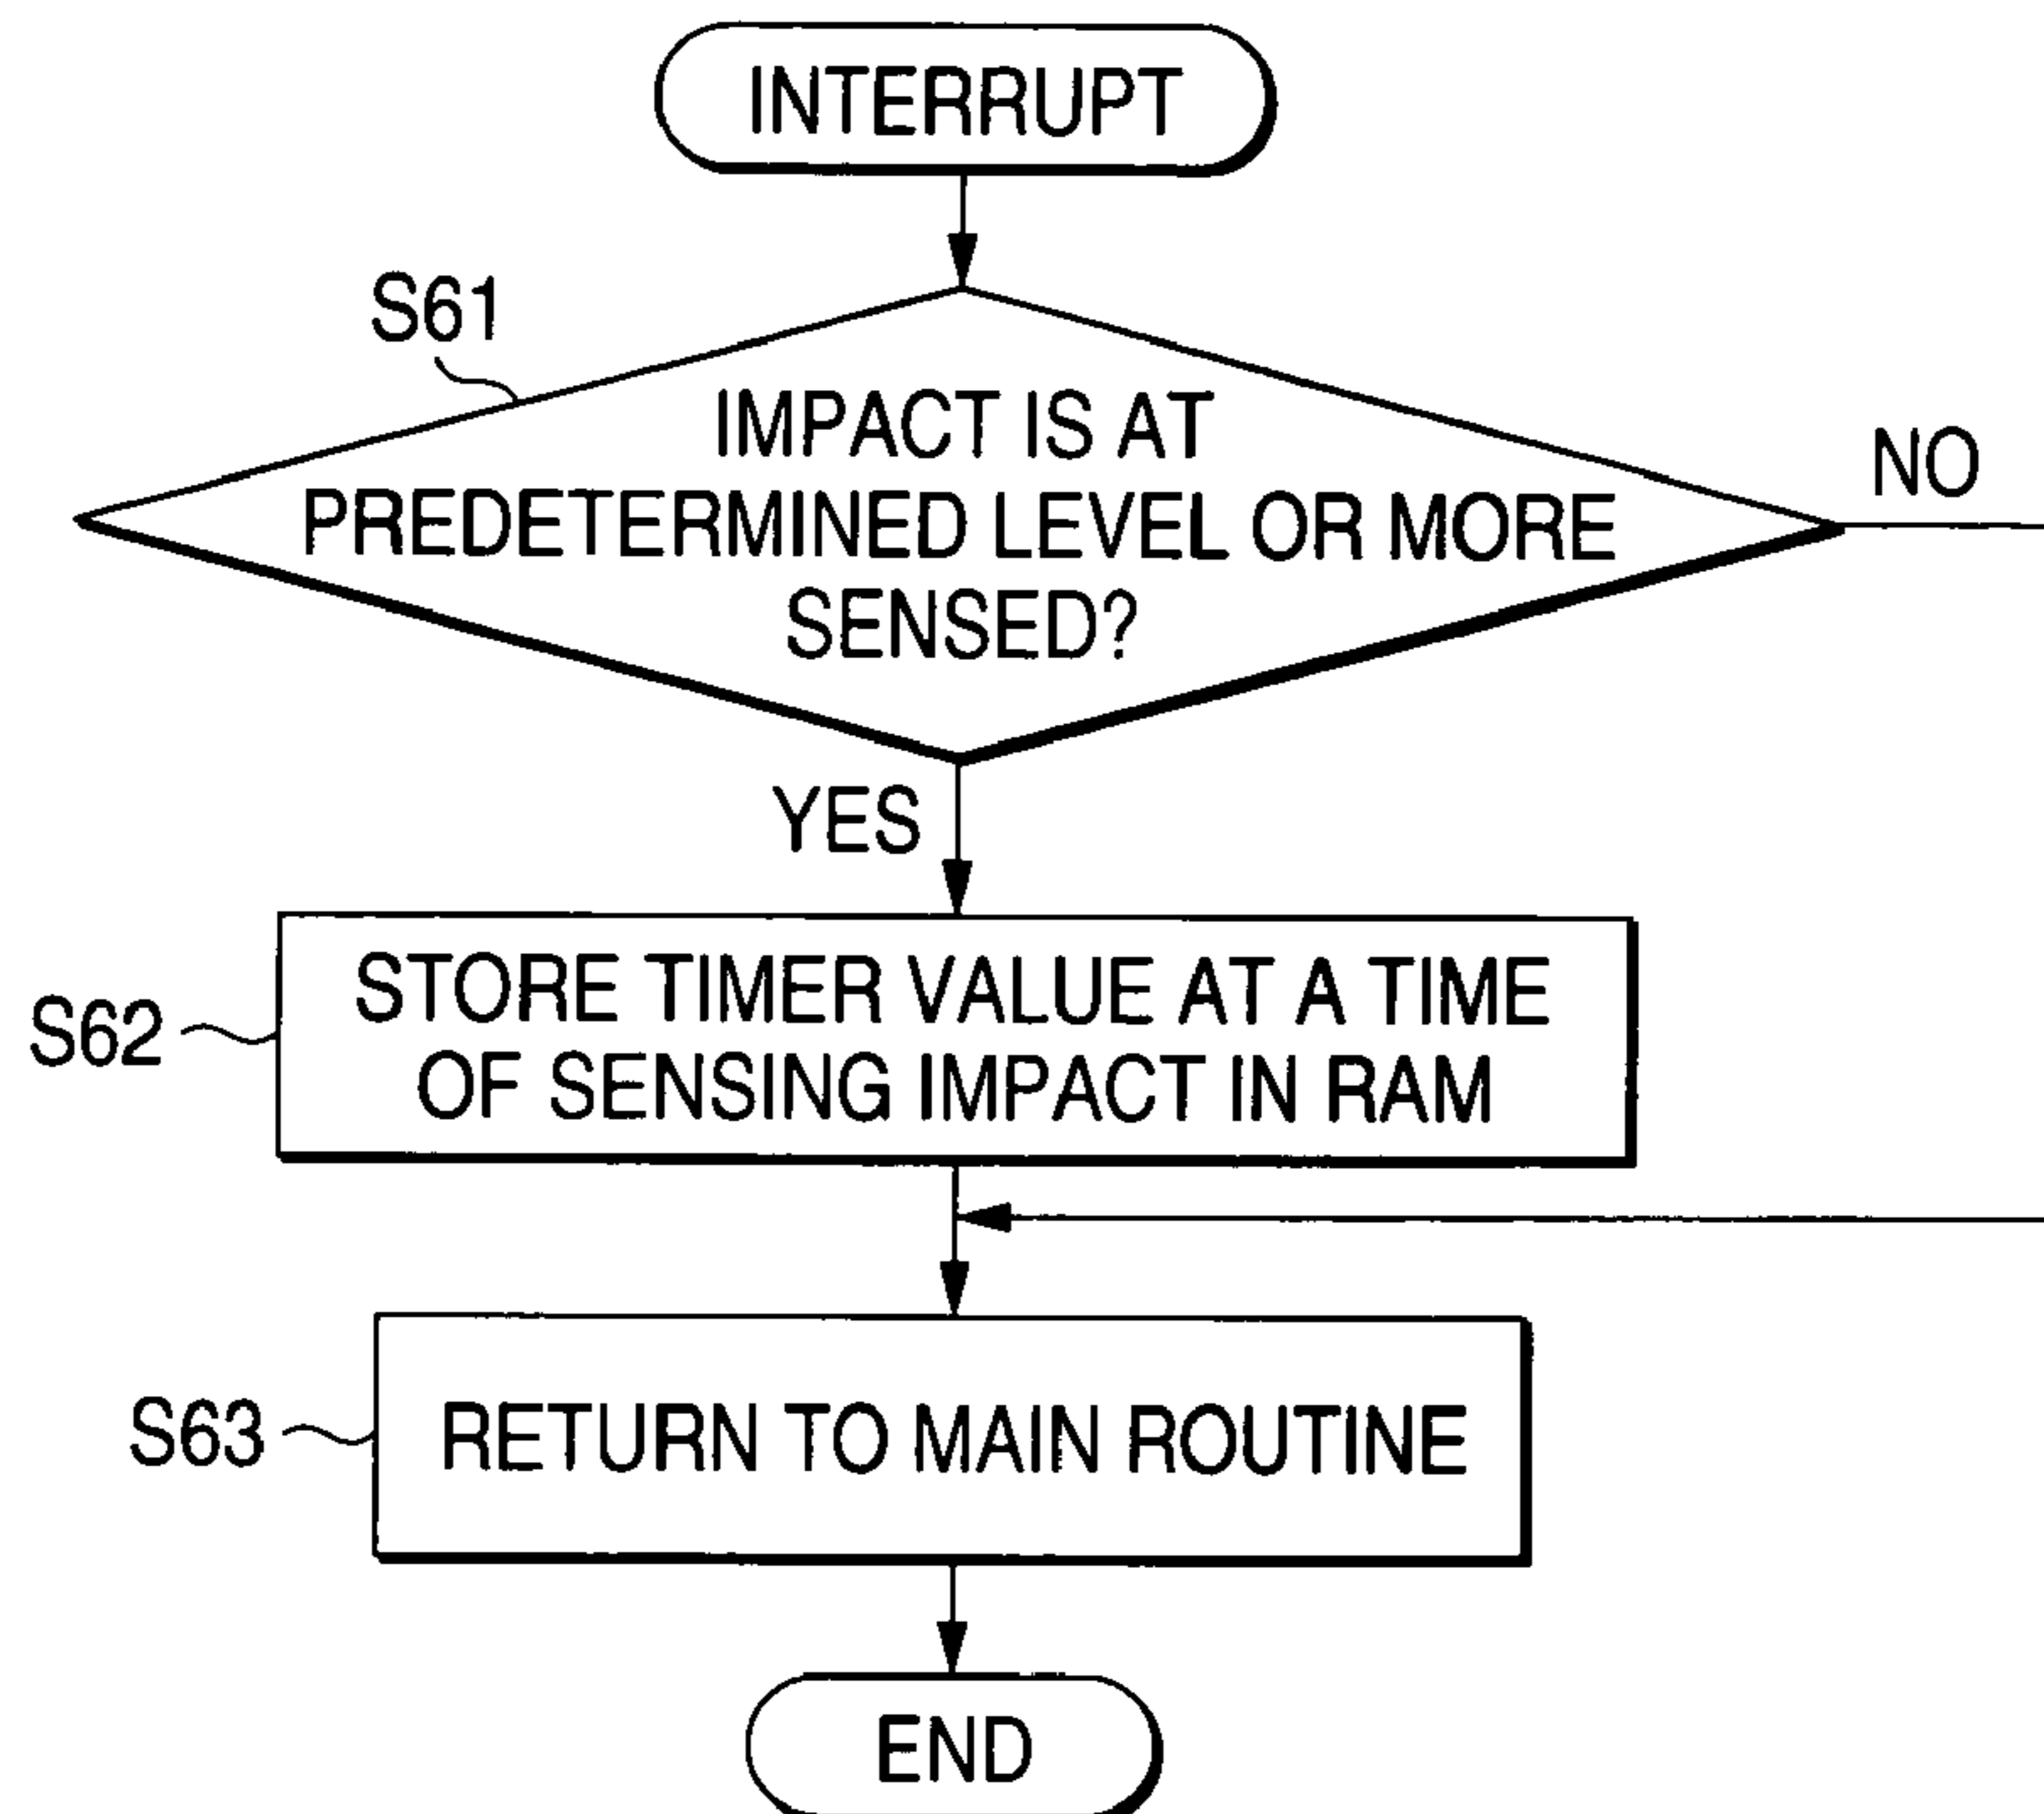 INTERRUPT
S61
IMPACT IS AT
PREDETERMINED LEVEL OR MORE
SENSED?
NO
YES
S62
STORE TIMER VALUE AT A TIME
OF SENSING IMPACT IN RAM
S63
RETURN TO MAIN ROUTINE
END